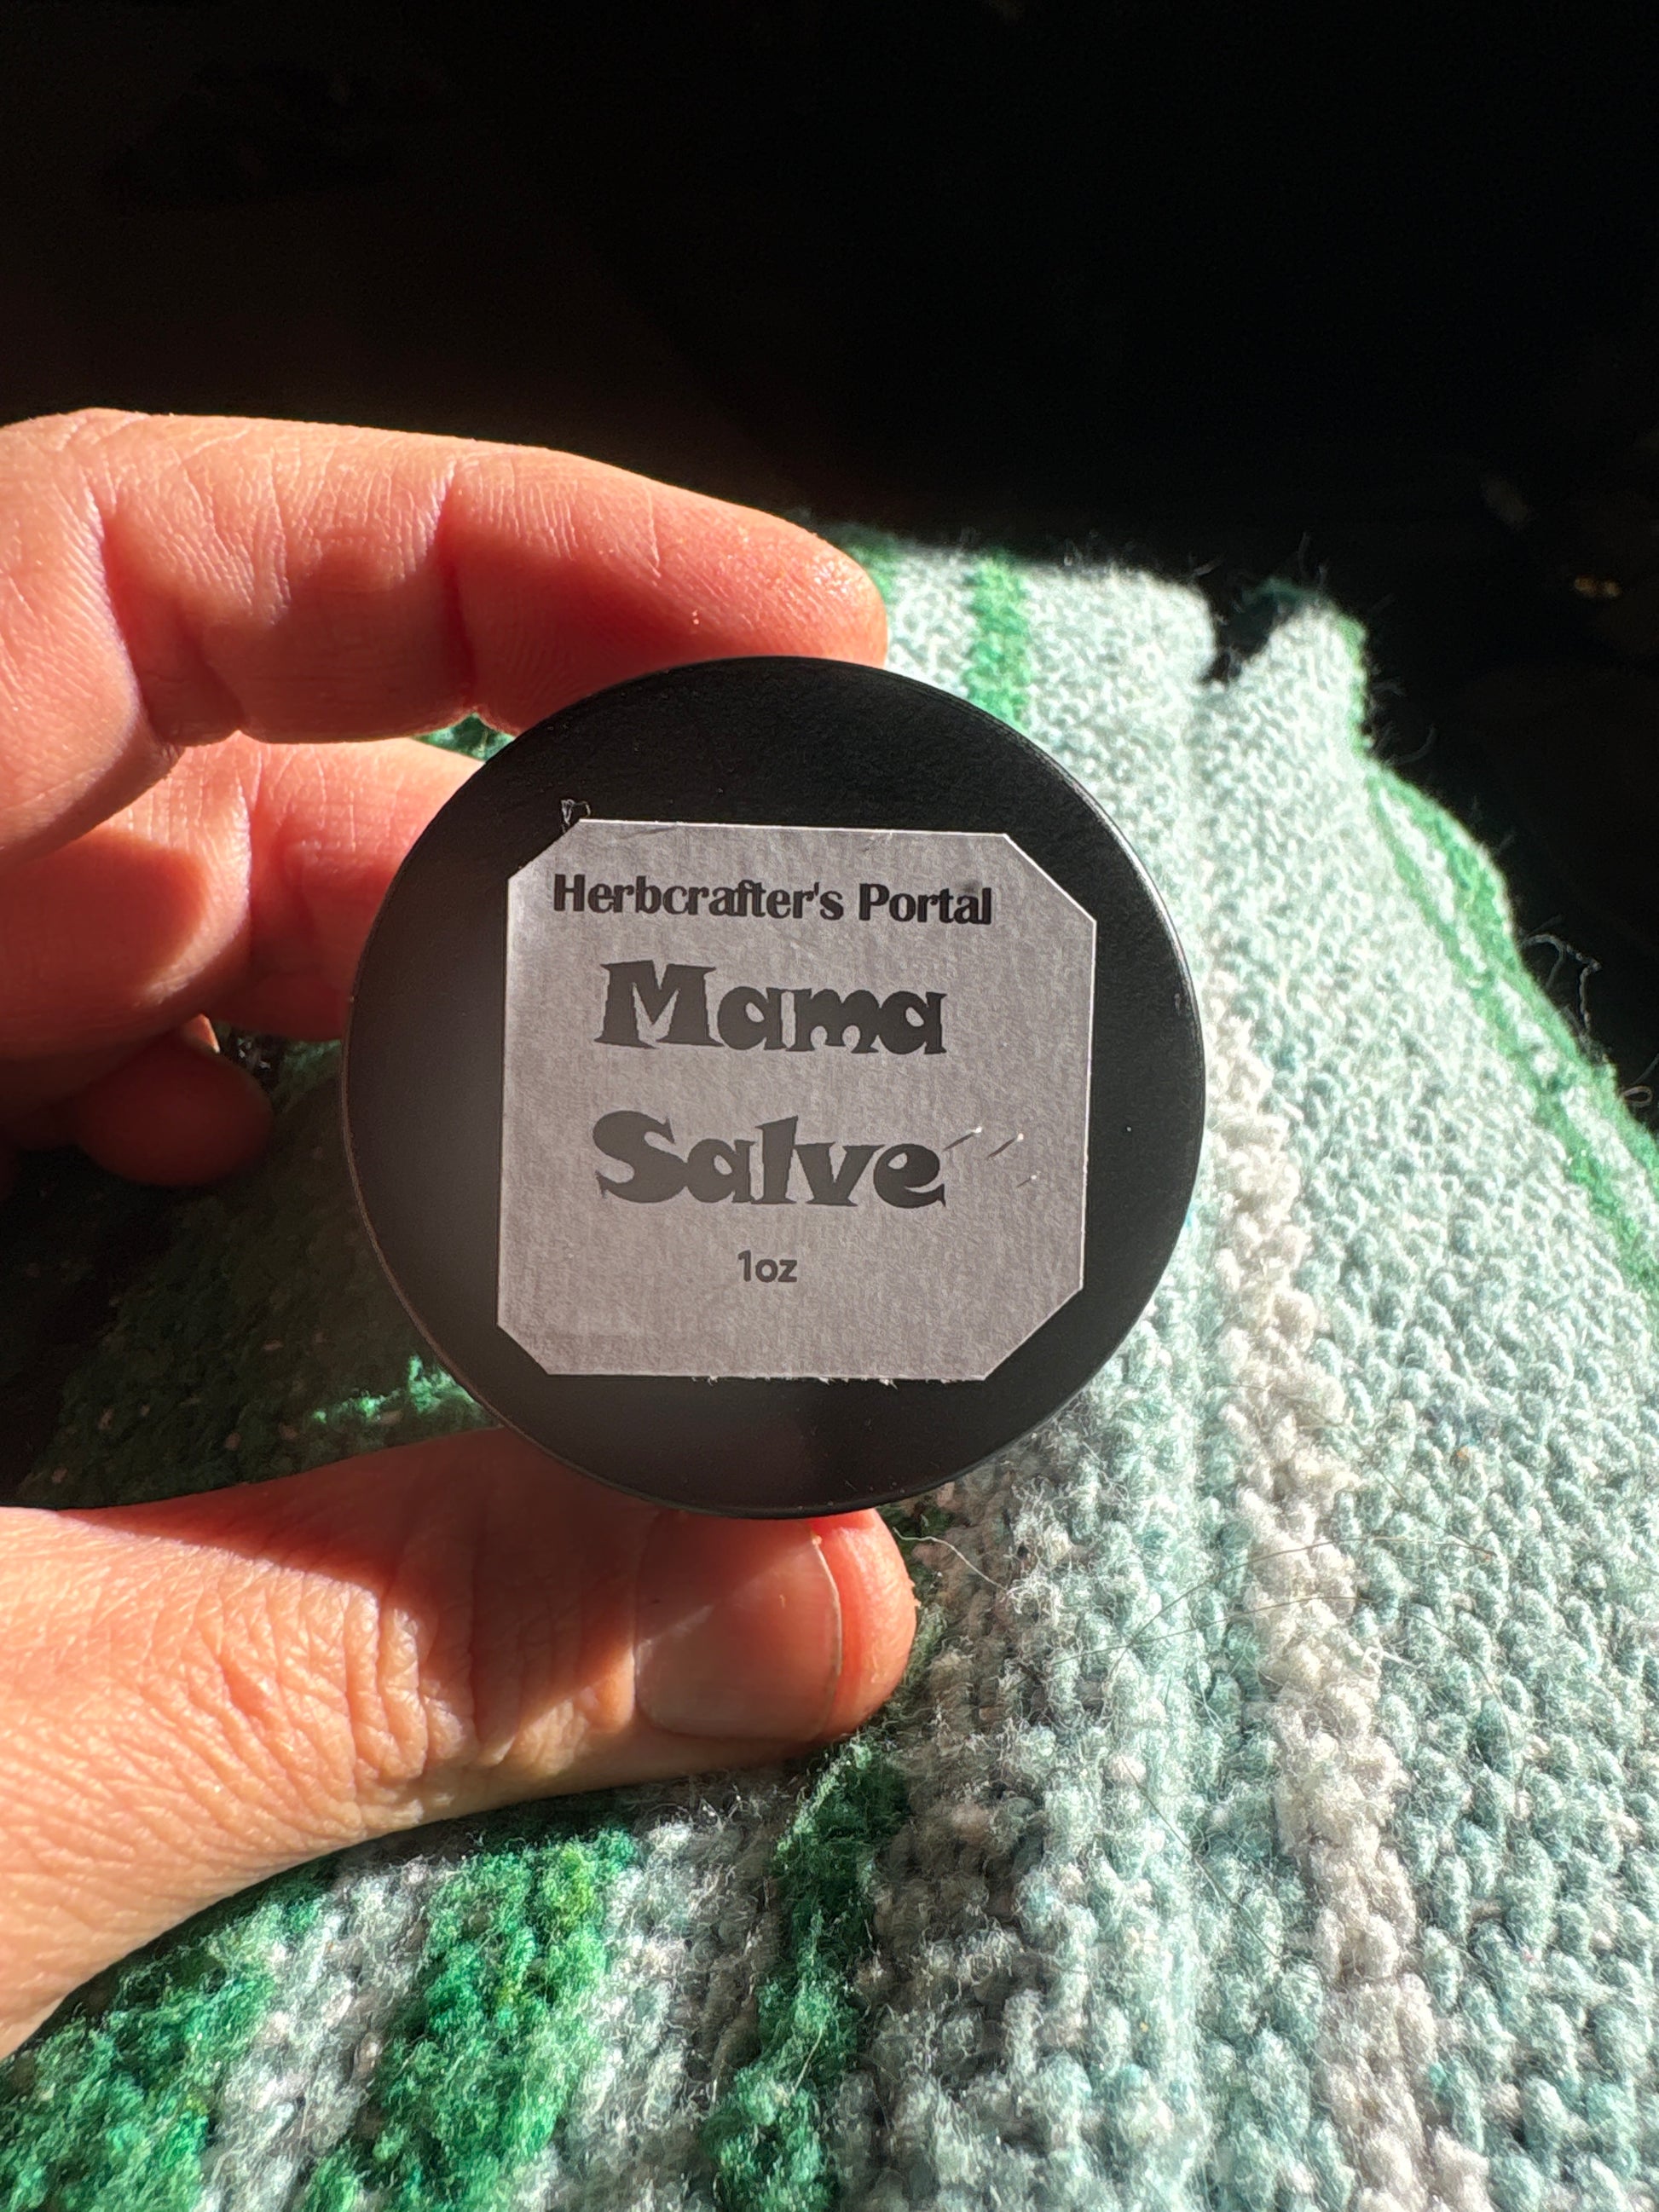 Herbcrafter's Portal
Mama
Salve
1oz